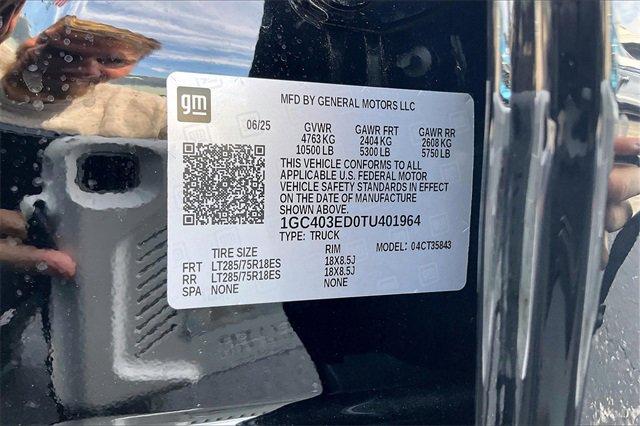 gm
MFD BY GENERAL MOTORS LLC
06/25 GVWR GAWR FRT GAWR RR
4763 KG 2404 KG 2608 KG
10500 LB 5300 LB 5750 LB
THIS VEHICLE CONFORMS TO ALL
APPLICABLE U.S. FEDERAL MOTOR
VEHICLE SAFETY STANDARDS IN EFFECT
ON THE DATE OF MANUFACTURE
SHOWN ABOVE.
1GC403ED0TU401964
TYPE: TRUCK MODEL: 04CT35843
TIRE SIZE RIM
FRT LT285/75R18ES 18X8.5J
RR LT285/75R18ES 18X8.5J
SPA NONE NONE